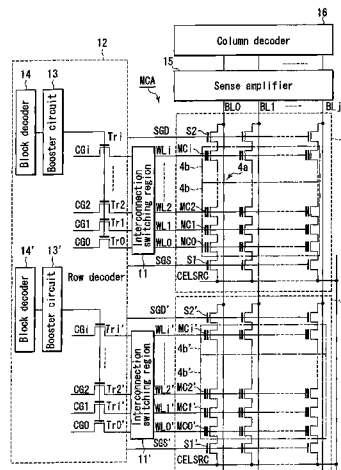 16
Column decoder
12
15
Sense amplifier
14
13
MCA
BL0 BL1 BLj
Block decoder
Booster circuit
Tri
SGD S2
CGi
WLi MCi
4b 4a
4b
Interconnection switching region
CG2 Tr2 WL2 MC2
CG1 Tr1 WL1 MC1
CG0 Tr0 WL0 MC0
SGS S1
14' 13' Row decoder 11 CELSRC
Block decoder
Booster circuit
SGD' S2'
CGi Tri' WLi' MCi'
4b'
4b'
Interconnection switching region
CG2 Tr2' WL2' MC2'
CG1 Tr1' WL1' MC1'
CG0 Tr0' WL0' MC0'
SGS' S1'
11' CELSRC